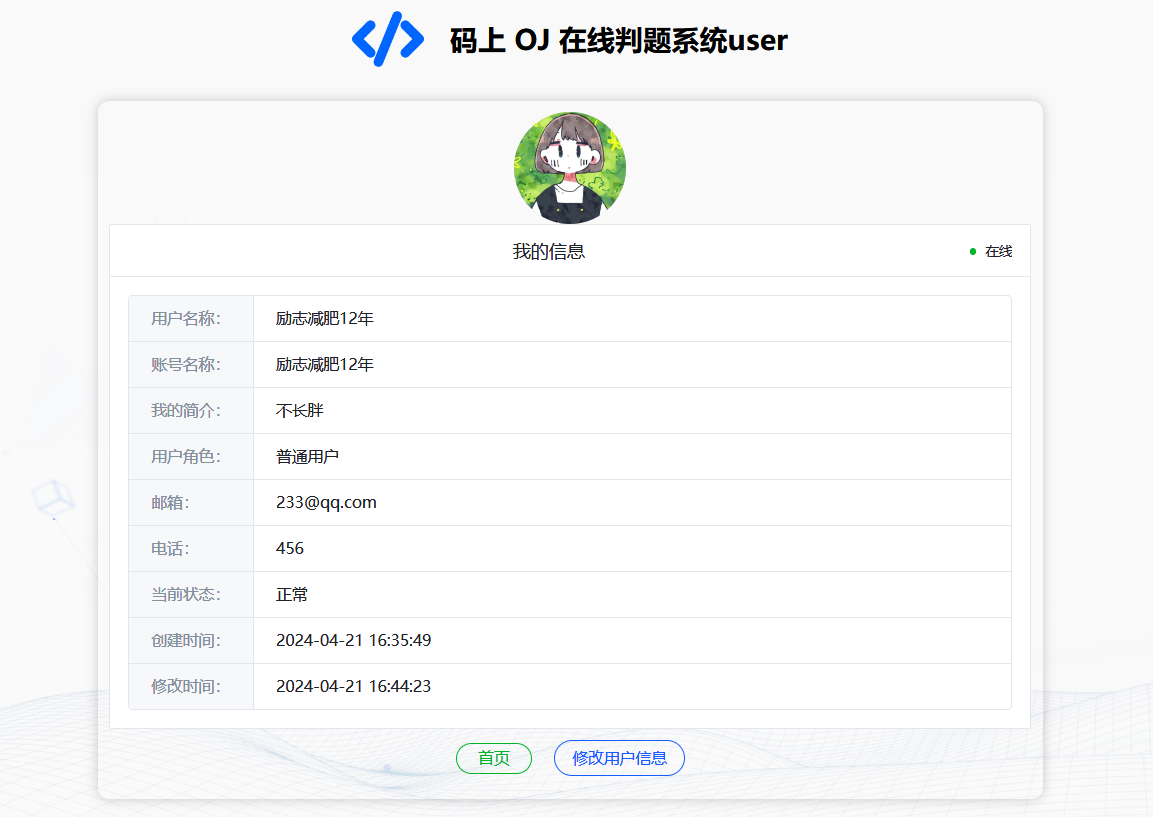 码上 OJ 在线判题系统user
我的信息
在线
用户名称： 励志减肥12年
账号名称： 励志减肥12年
我的简介： 不长胖
用户角色： 普通用户
邮箱： 233@qq.com
电话： 456
当前状态： 正常
创建时间： 2024-04-21 16:35:49
修改时间： 2024-04-21 16:44:23
首页 修改用户信息